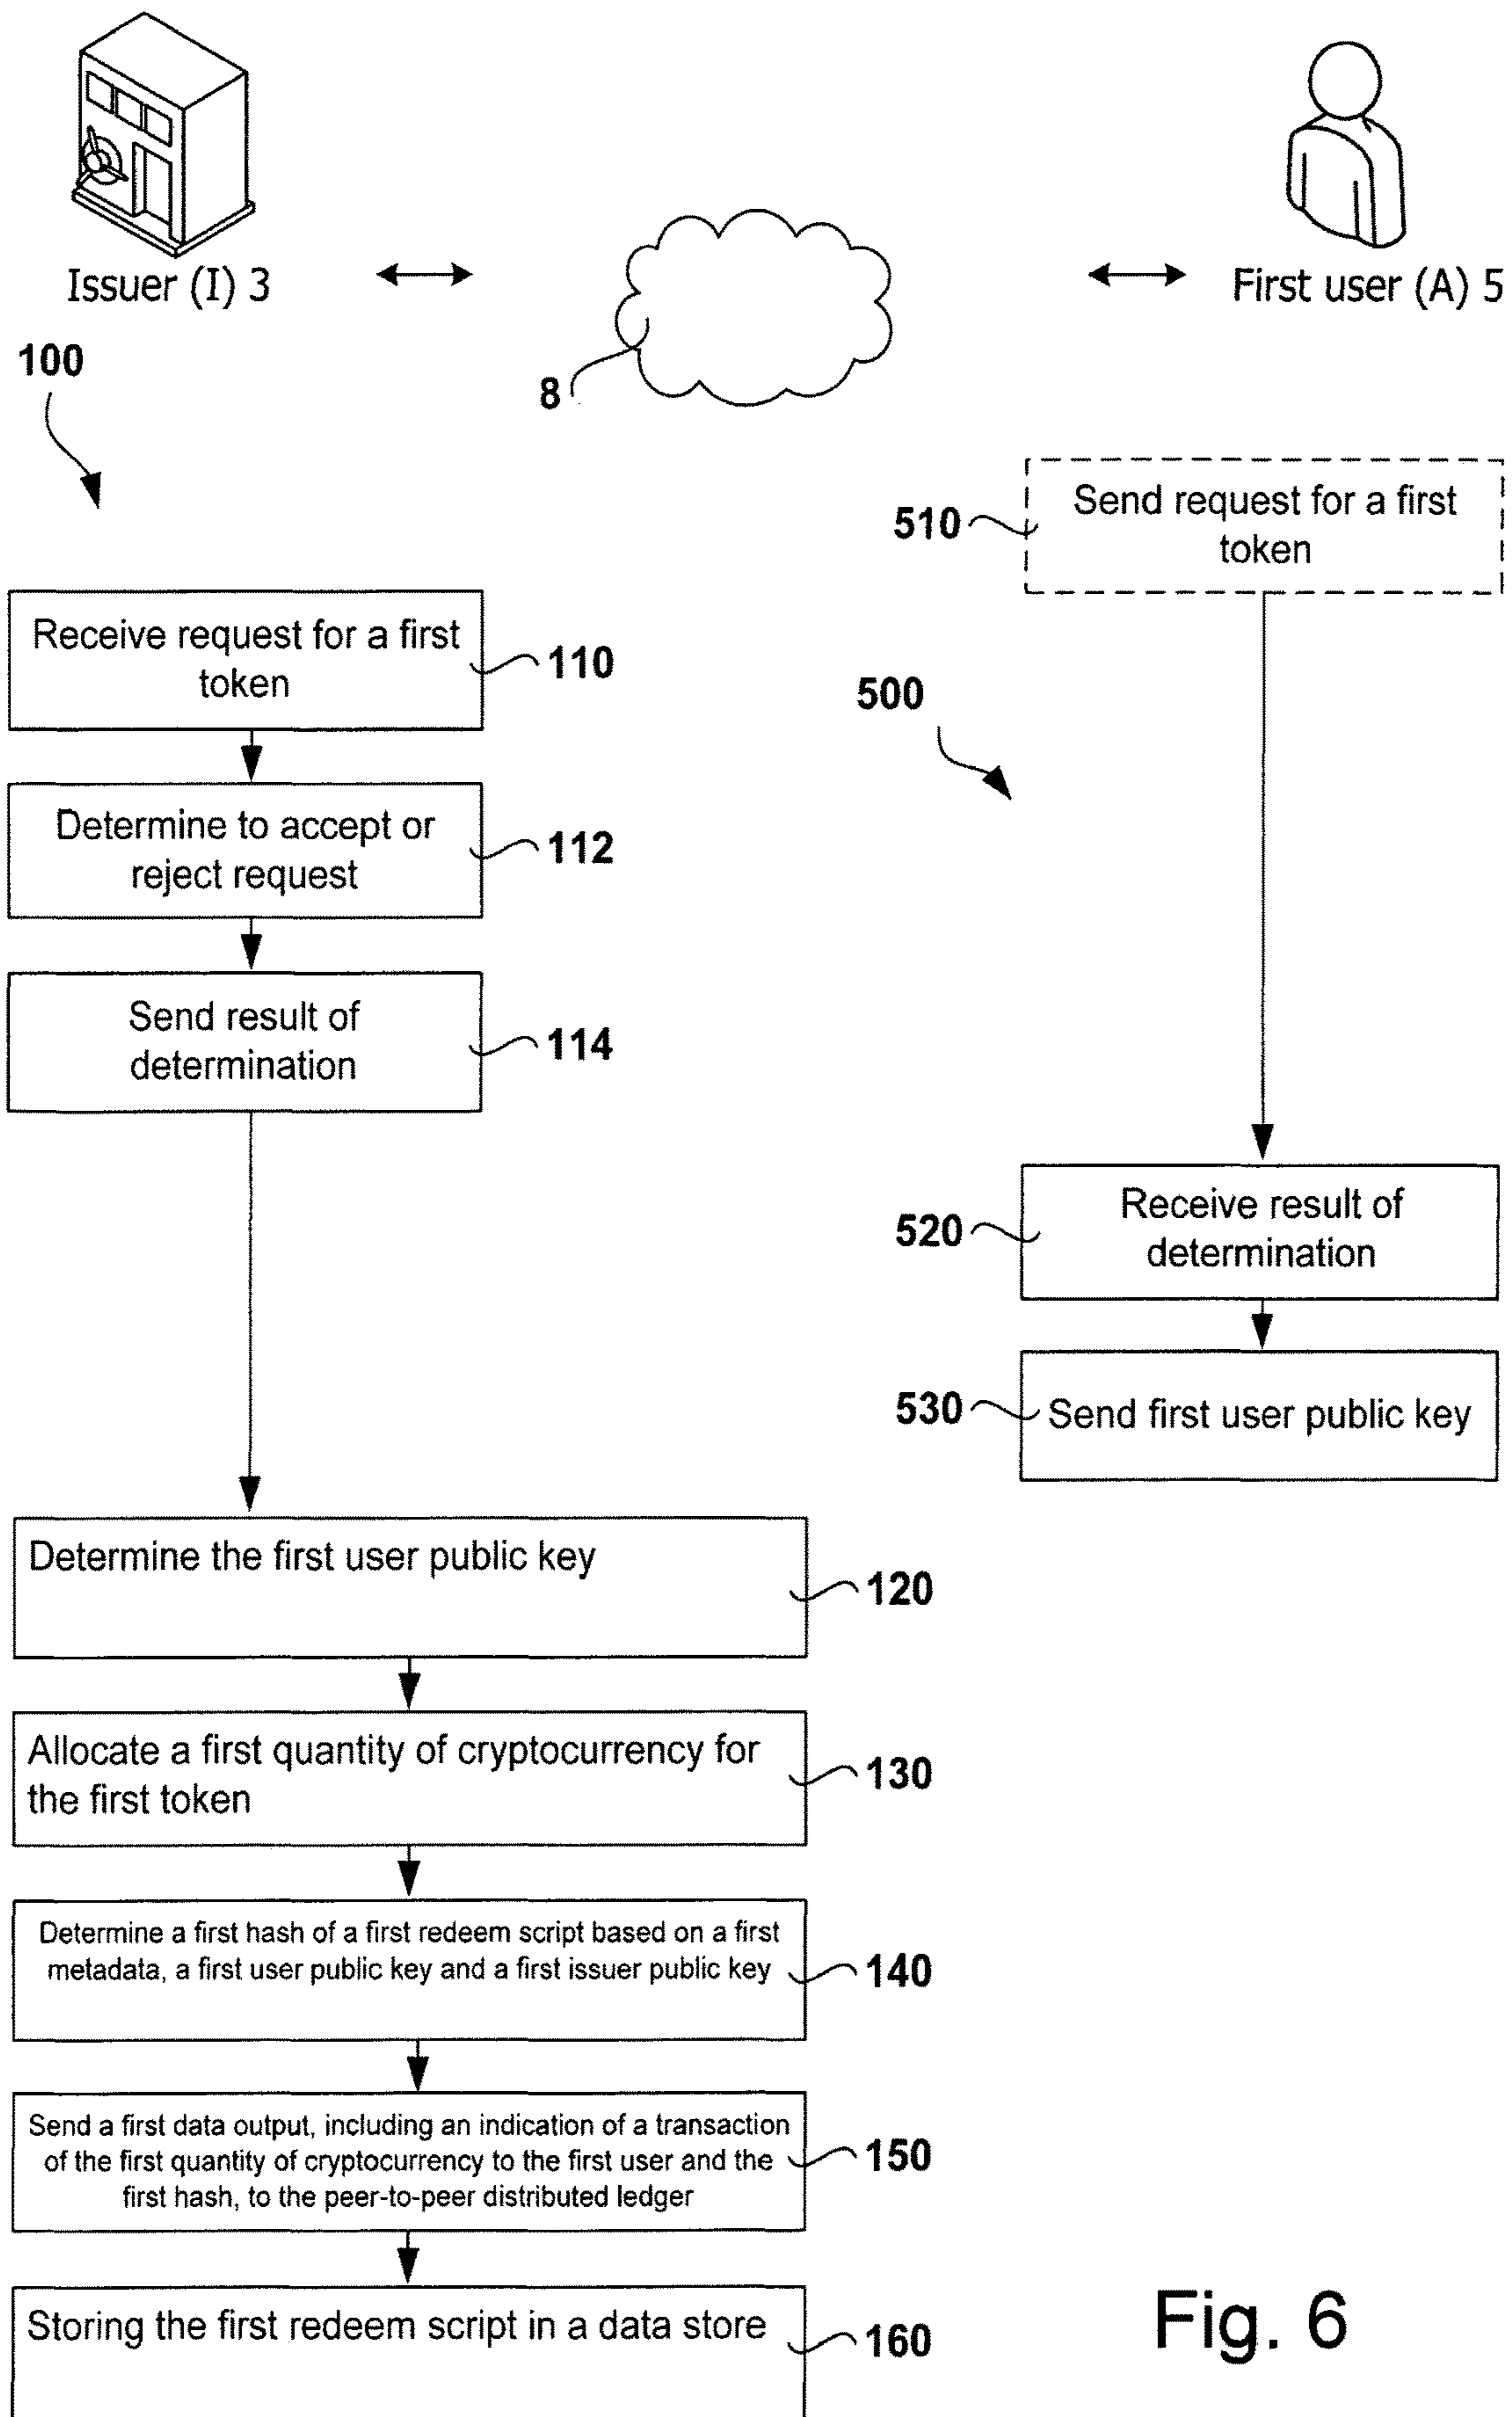 Issuer (I) 3
First user (A) 5
100
8
Send request for a first
token
510
Receive request for a first
token
110
500
Determine to accept or
reject request
112
Send result of
determination
114
Receive result of
determination
520
Send first user public key
530
Determine the first user public key
120
Allocate a first quantity of cryptocurrency for
the first token
130
Determine a first hash of a first redeem script based on a first
metadata, a first user public key and a first issuer public key
140
Send a first data output, including an indication of a transaction
of the first quantity of cryptocurrency to the first user and the
first hash, to the peer-to-peer distributed ledger
150
Storing the first redeem script in a data store
160
Fig. 6